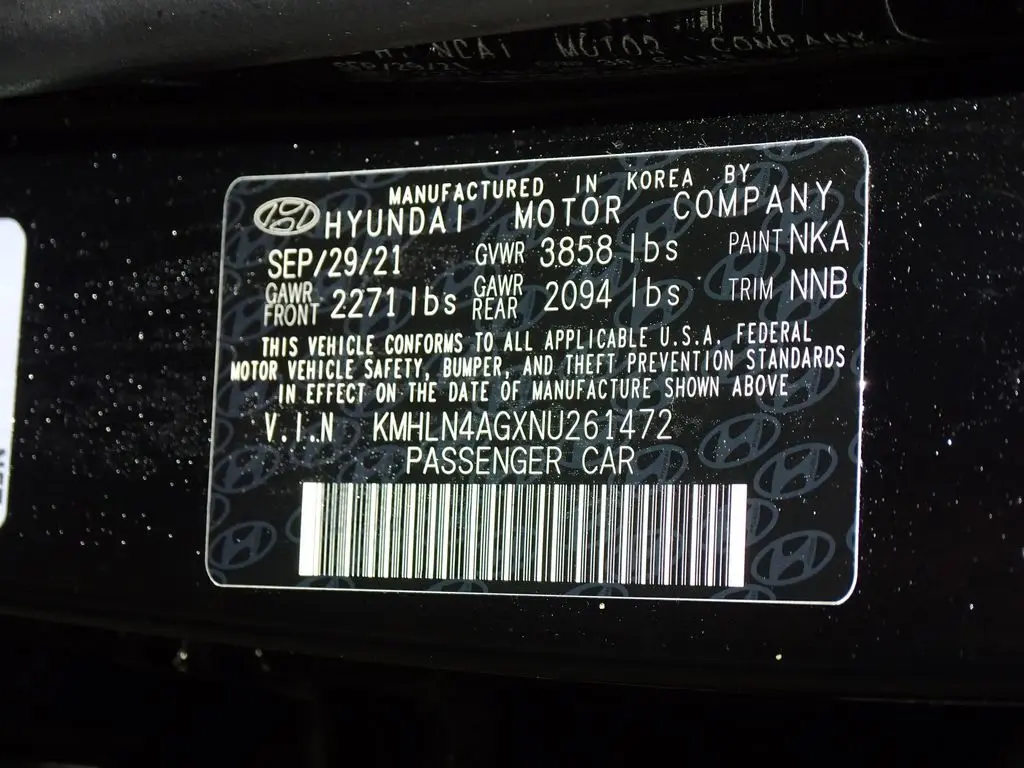 MANUFACTURED IN KOREA BY
HYUNDAI MOTOR COMPANY
SEP/29/21 GVWR 3858 lbs PAINT NKA
GAWR FRONT 2271 lbs GAWR REAR 2094 lbs TRIM NNB
THIS VEHICLE CONFORMS TO ALL APPLICABLE U.S.A. FEDERAL
MOTOR VEHICLE SAFETY, BUMPER, AND THEFT PREVENTION STANDARDS
IN EFFECT ON THE DATE OF MANUFACTURE SHOWN ABOVE
V.I..N KMHLN4AGXNU261472
PASSENGER CAR